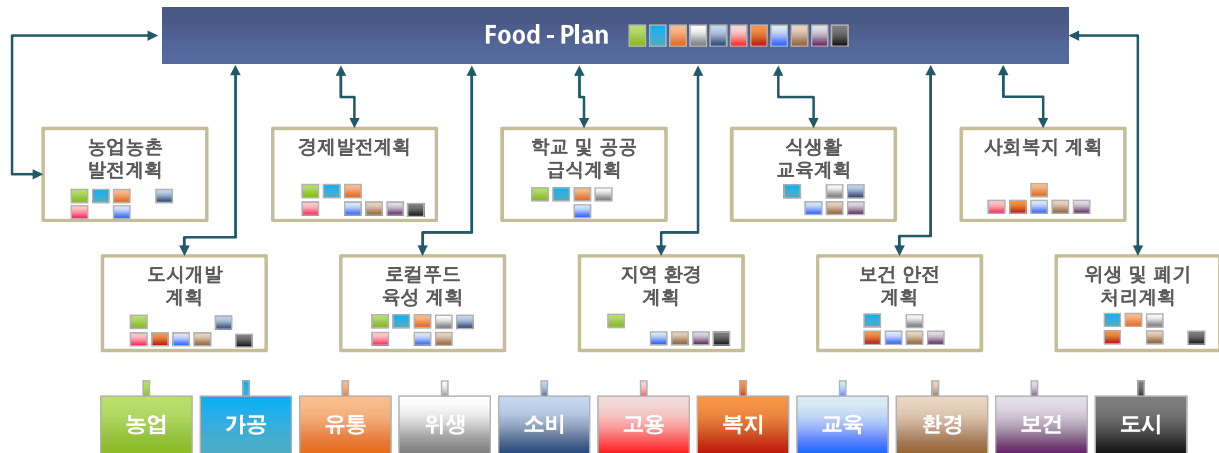 Food - Plan
농업농촌
발전계획
경제발전계획
학교 및 공공
급식계획
식생활
교육계획
사회복지 계획
도시개발
계획
로컬푸드
육성 계획
지역 환경
계획
보건 안전
계획
위생 및 폐기
처리계획
농업
가공
유통
위생
소비
고용
복지
교육
환경
보건
도시